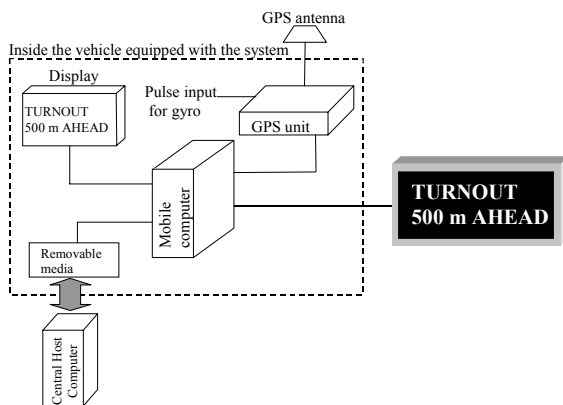 GPS antenna
Inside the vehicle equipped with the system
Display
TURNOUT
500 m AHEAD
Pulse input
for gyro
GPS unit
Mobile
computer
TURNOUT
500 m AHEAD
Removable
media
Central Host
Computer